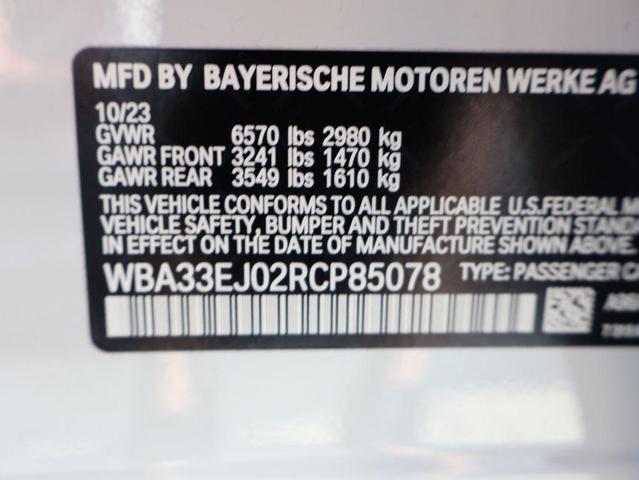 MFD BY BAYERISCHE MOTOREN WERKE AG
10/23
GVWR 6570 lbs 2980 kg
GAWR FRONT 3241 lbs 1470 kg
GAWR REAR 3549 lbs 1610 kg
THIS VEHICLE CONFORMS TO ALL APPLICABLE U.S.FEDERAL M
VEHICLE SAFETY, BUMPER AND THEFT PREVENTION STAND
IN EFFECT ON THE DATE OF MANUFACTURE SHOWN ABOVE.
WBA33EJ02RCP85078 TYPE: PASSENGER C